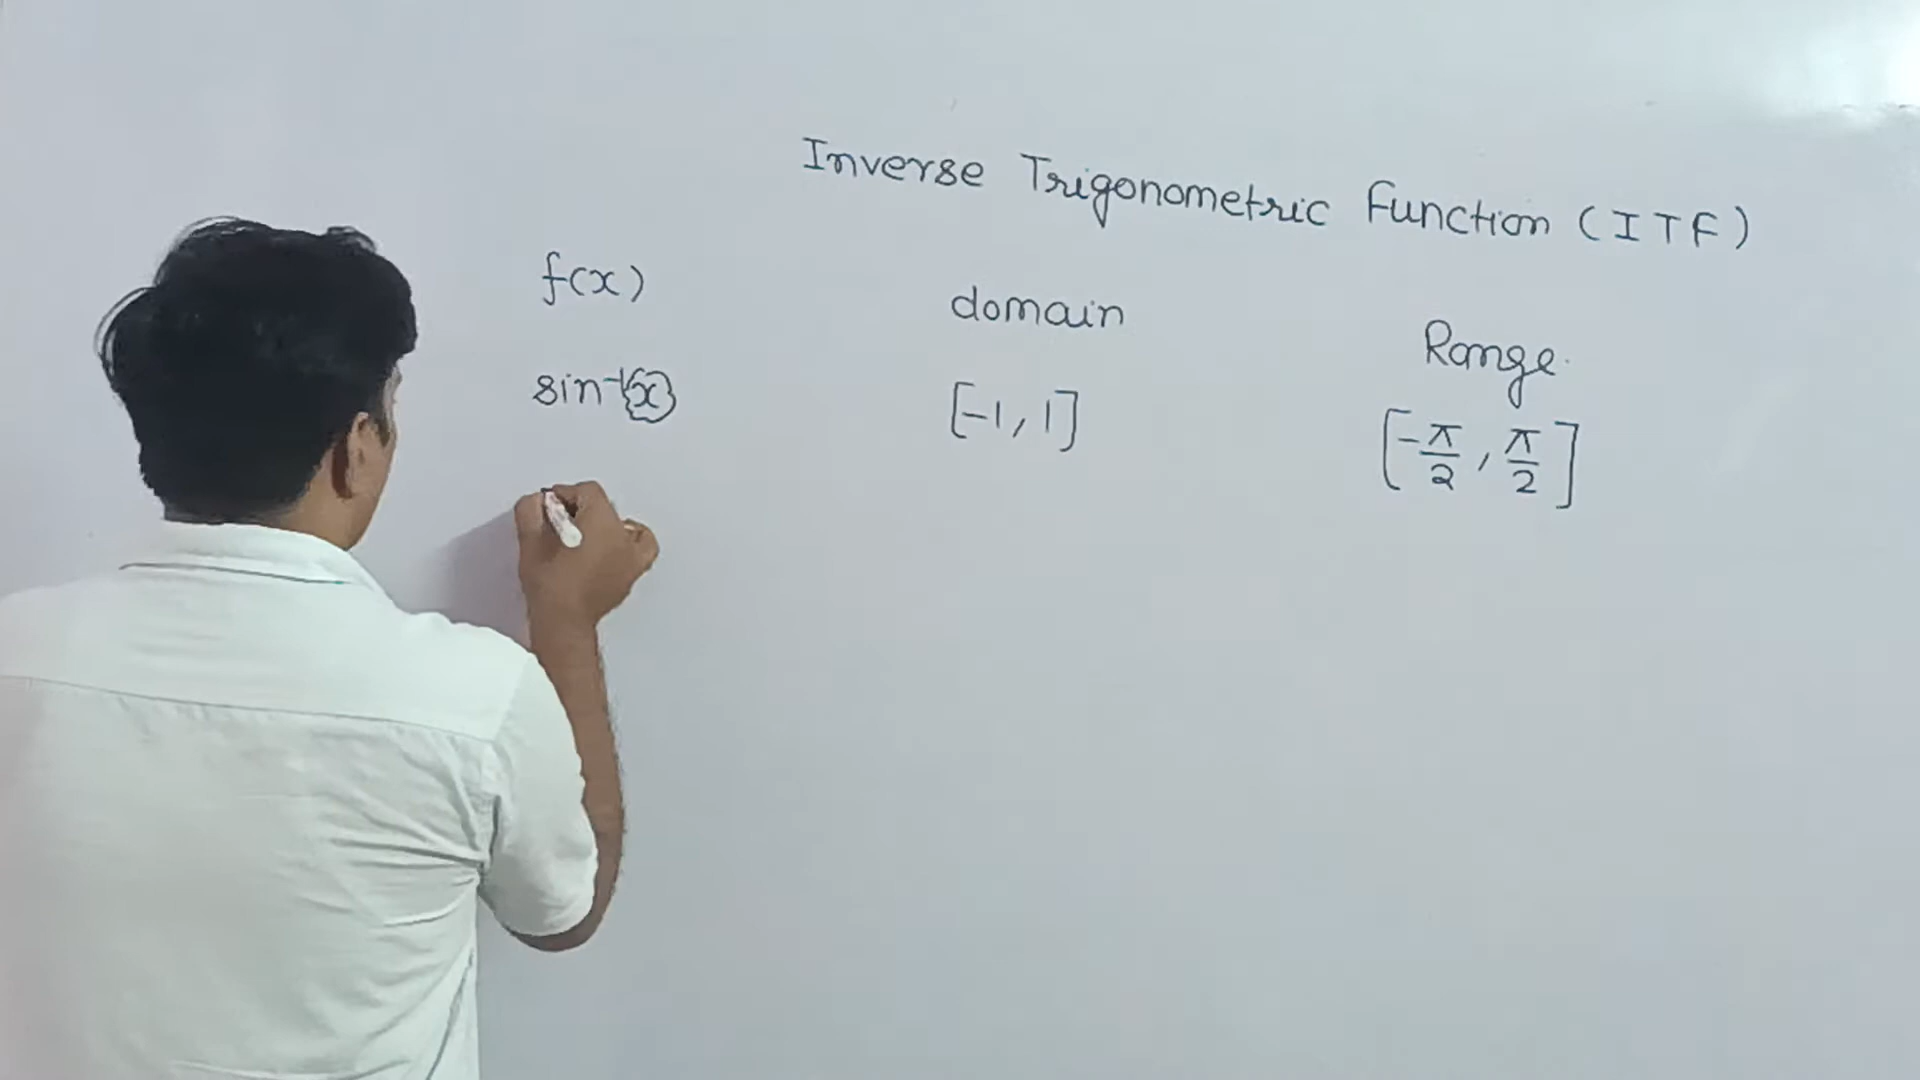 Inverse Trigonometric Function (ITF)
f(x) domain Range
sin⁻¹(x) [-1, 1] [-π/2, π/2]